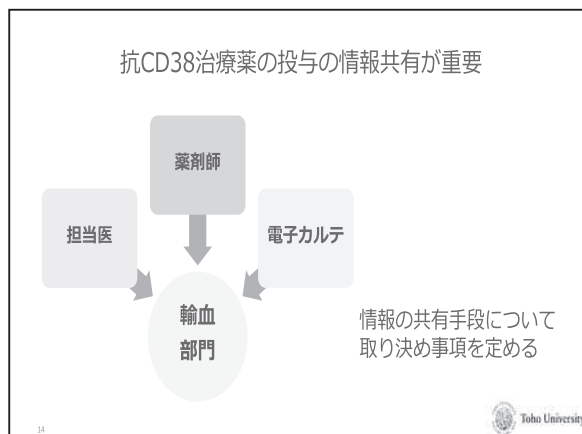 抗CD38治療薬の投与の情報共有が重要
薬剤師
担当医
電子カルテ
輸血
部門
情報の共有手段について
取り決め事項を定める
14
Toho University